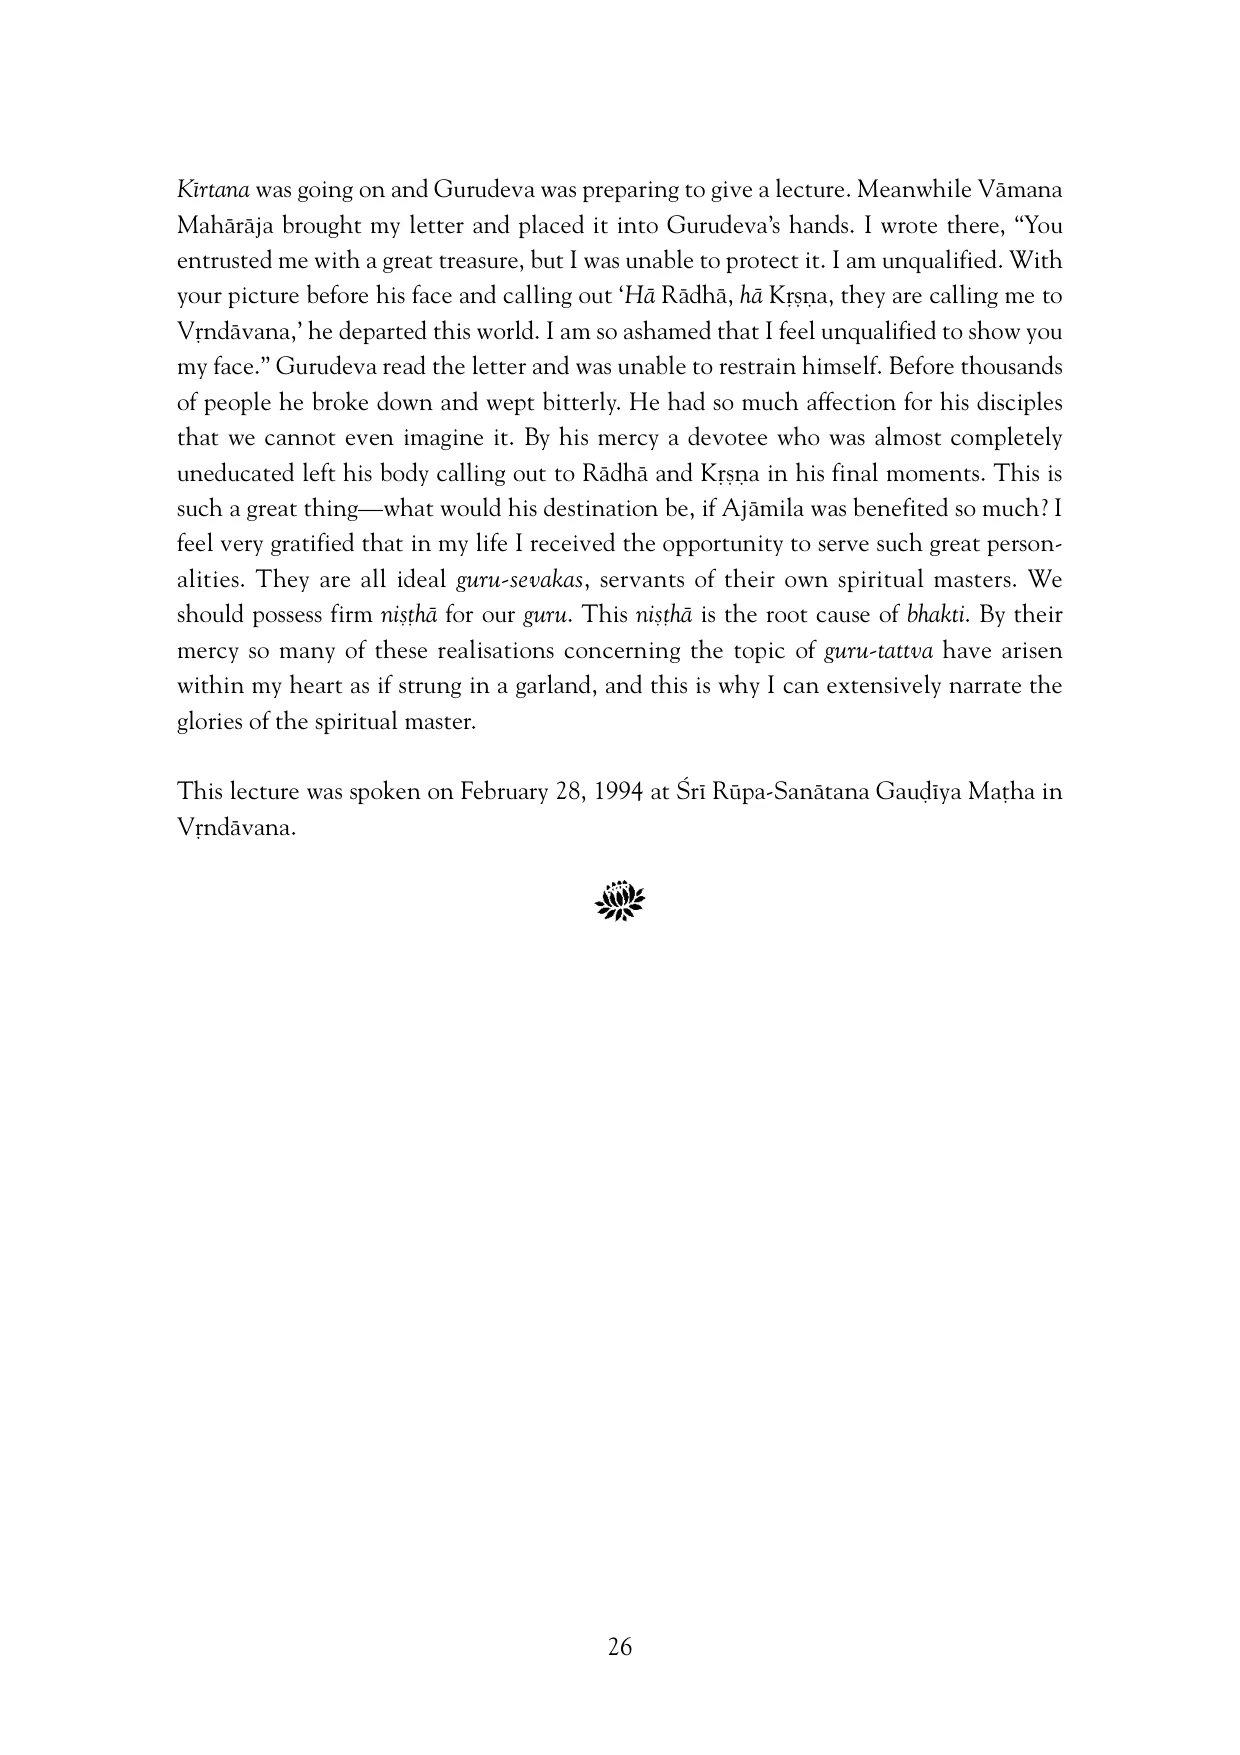 Kīrtana was going on and Gurudeva was preparing to give a lecture. Meanwhile Vāmana
Mahārāja brought my letter and placed it into Gurudeva’s hands. I wrote there, “You
entrusted me with a great treasure, but I was unable to protect it. I am unqualified. With
your picture before his face and calling out ‘Hā Rādhā, hā Kṛṣṇa, they are calling me to
Vṛndāvana,’ he departed this world. I am so ashamed that I feel unqualified to show you
my face.” Gurudeva read the letter and was unable to restrain himself. Before thousands
of people he broke down and wept bitterly. He had so much affection for his disciples
that we cannot even imagine it. By his mercy a devotee who was almost completely
uneducated left his body calling out to Rādhā and Kṛṣṇa in his final moments. This is
such a great thing—what would his destination be, if Ajāmila was benefited so much? I
feel very gratified that in my life I received the opportunity to serve such great person-
alities. They are all ideal guru-sevakas, servants of their own spiritual masters. We
should possess firm niṣṭhā for our guru. This niṣṭhā is the root cause of bhakti. By their
mercy so many of these realisations concerning the topic of guru-tattva have arisen
within my heart as if strung in a garland, and this is why I can extensively narrate the
glories of the spiritual master.
This lecture was spoken on February 28, 1994 at Śrī Rūpa-Sanātana Gauḍīya Maṭha in
Vṛndāvana.
26